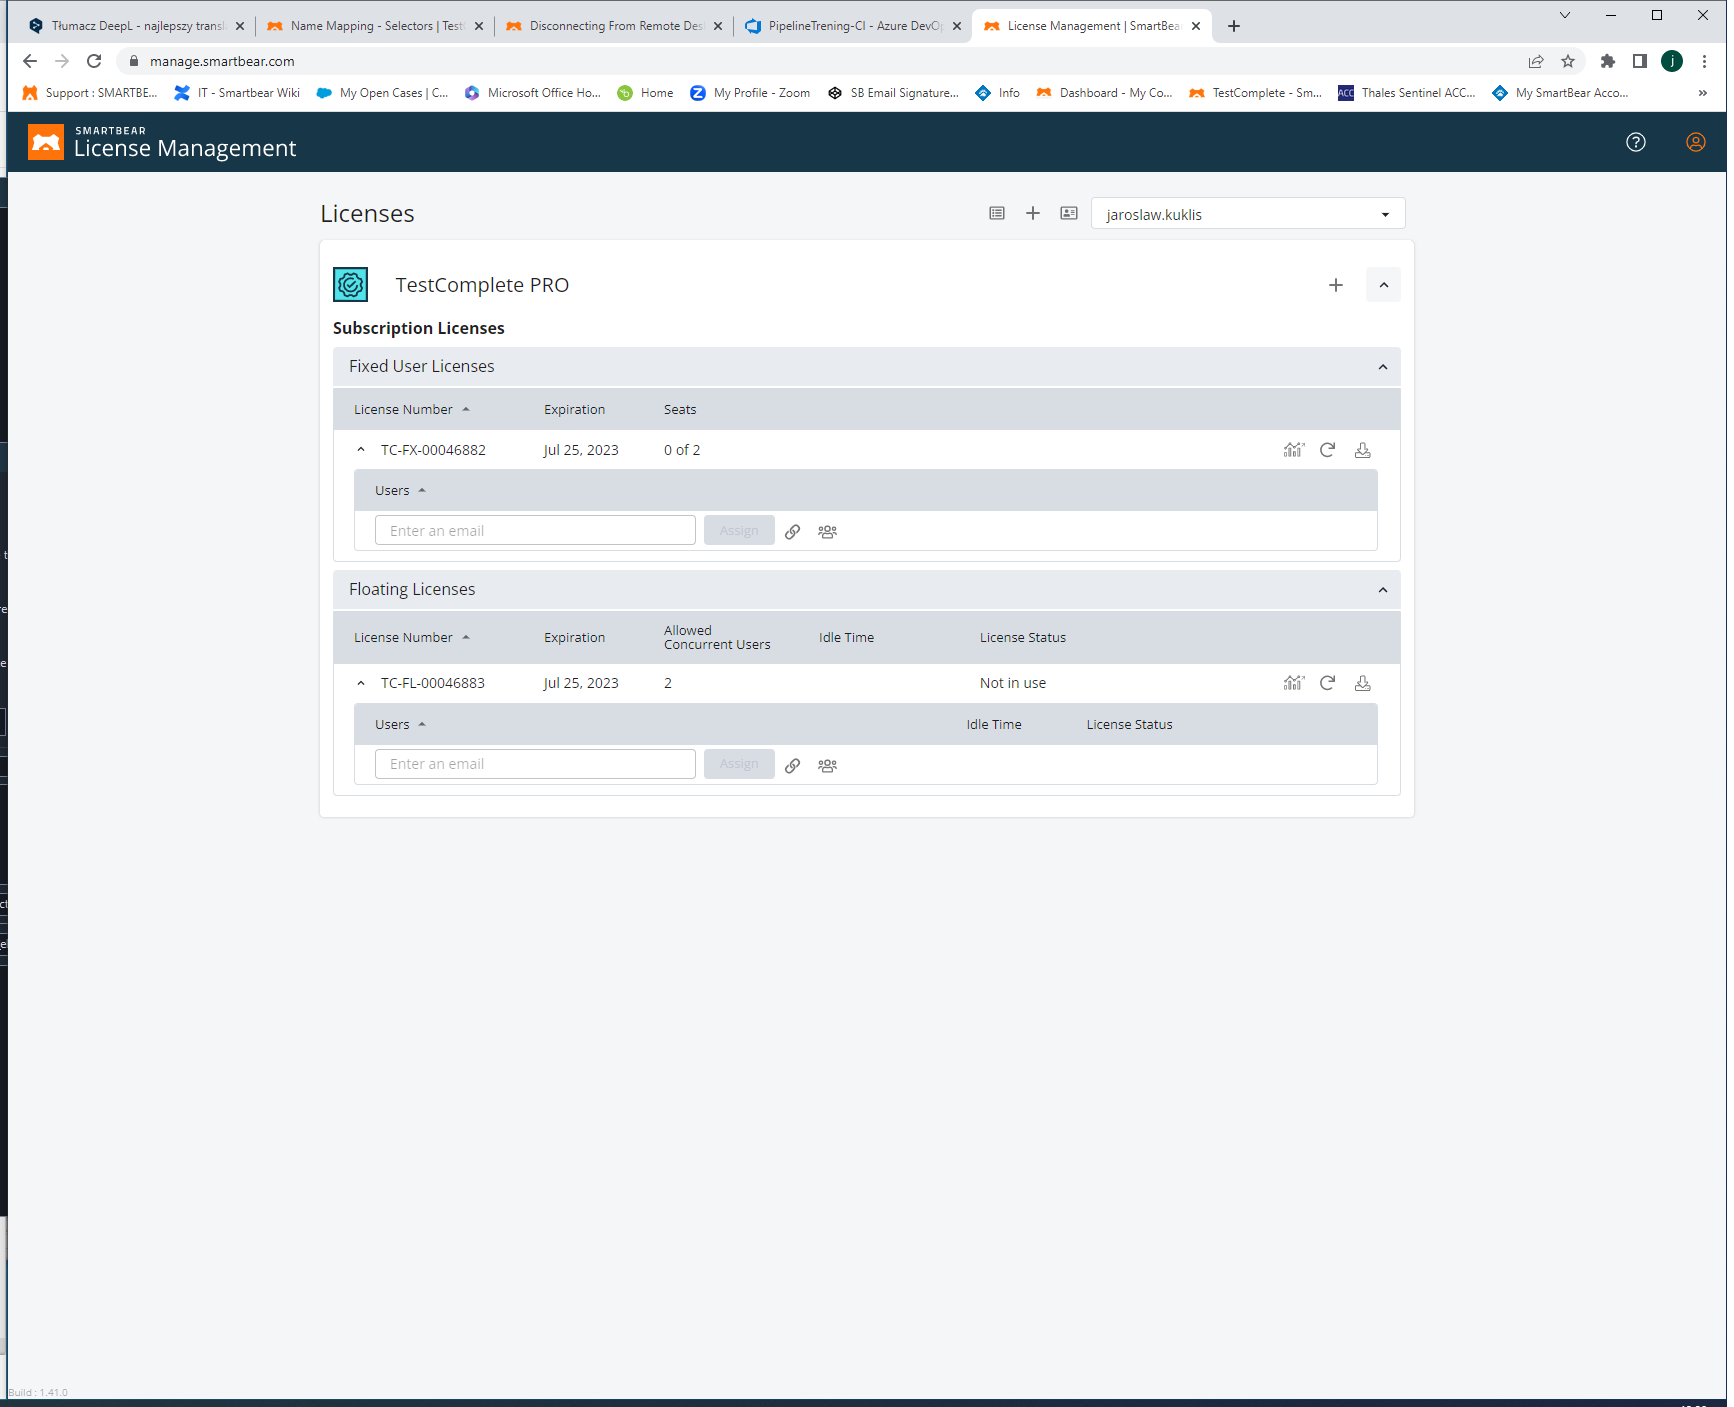 Tłumacz DeepL - najlepszy transl
Name Mapping - Selectors | Test
Disconnecting From Remote Des
PipelineTrening-CI - Azure DevOp
License Management | SmartBear
manage.smartbear.com
j
Support : SMARTBE...
IT - Smartbear Wiki
My Open Cases | C...
Microsoft Office Ho...
Home
My Profile - Zoom
SB Email Signature...
Info
Dashboard - My Co...
TestComplete - Sm...
ACC
Thales Sentinel ACC...
My SmartBear Acco...
SMARTBEAR
License Management
Licenses
jaroslaw.kuklis
TestComplete PRO
Subscription Licenses
Fixed User Licenses
License Number Expiration Seats
TC-FX-00046882 Jul 25, 2023 0 of 2
Users
Enter an email Assign
Floating Licenses
License Number Expiration Allowed Concurrent Users Idle Time License Status
TC-FL-00046883 Jul 25, 2023 2 Not in use
Users Idle Time License Status
Enter an email Assign
Build : 1.41.0